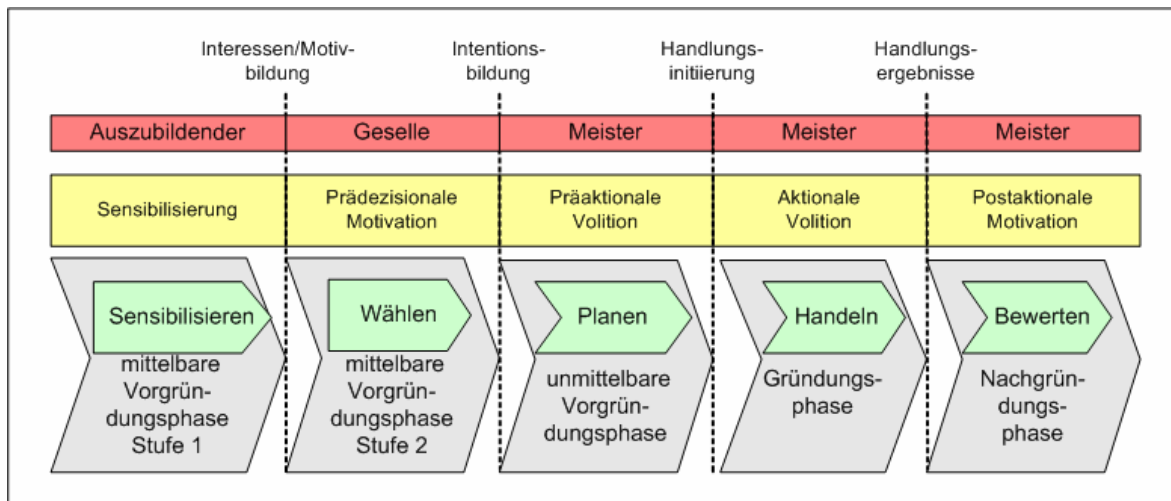 Interessen/Motiv-
bildung
Intentions-
bildung
Handlungs-
initiierung
Handlungs-
ergebnisse
Auszubildender
Geselle
Meister
Meister
Meister
Sensibilisierung
Prädezisionale
Motivation
Präaktionale
Volition
Aktionale
Volition
Postaktionale
Motivation
Sensibilisieren
mittelbare
Vorgrün-
dungsphase
Stufe 1
Wählen
mittelbare
Vorgrün-
dungsphase
Stufe 2
Planen
unmittelbare
Vorgrün-
dungsphase
Handeln
Gründungs-
phase
Bewerten
Nachgrün-
dungs-
phase